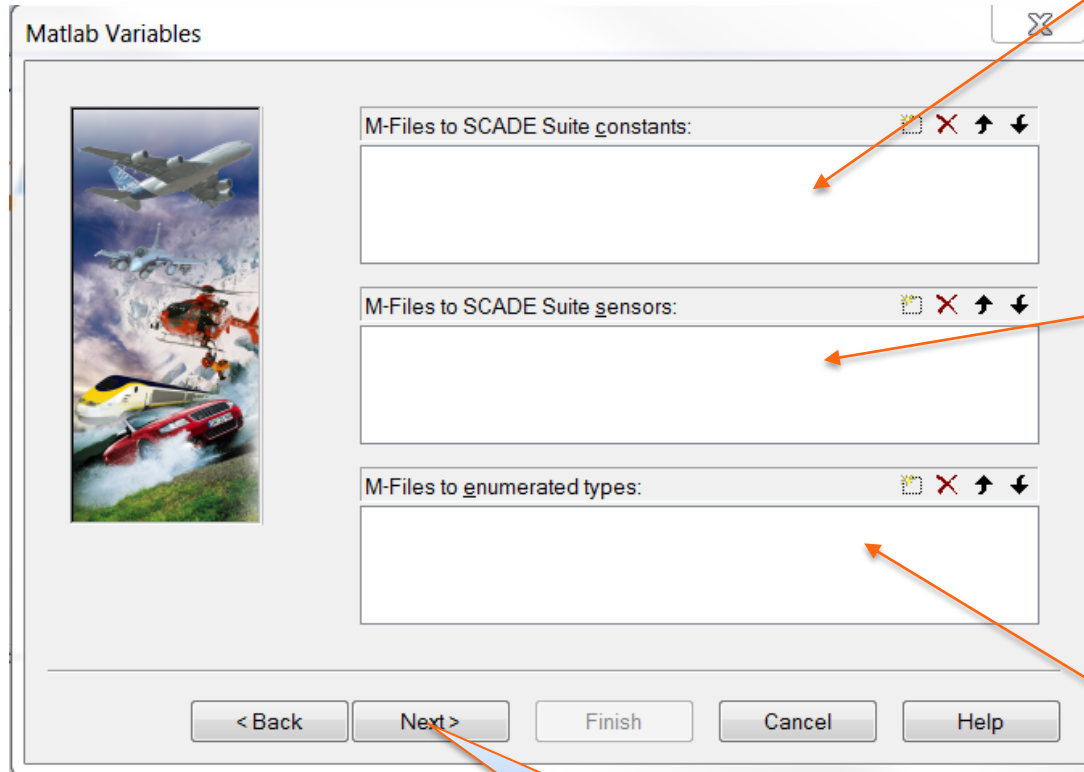 Matlab Variables
M-Files to SCADE Suite constants:
M-Files to SCADE Suite sensors:
M-Files to enumerated types:
< Back Next > Finish Cancel Help